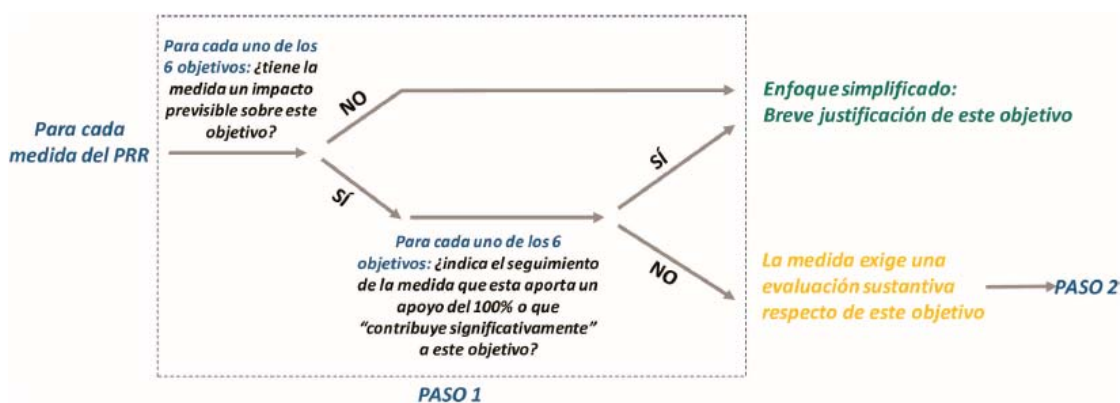 Para cada
medida del PRR
Para cada uno de los
6 objetivos: ¿tiene la
medida un impacto
previsible sobre este
objetivo?
NO
SÍ
Para cada uno de los 6
objetivos: ¿indica el seguimiento
de la medida que esta aporta un
apoyo del 100% o que
“contribuye significativamente”
a este objetivo?
SÍ
NO
Enfoque simplificado:
Breve justificación de este objetivo
La medida exige una
evaluación sustantiva
respecto de este objetivo
PASO 2
PASO 1